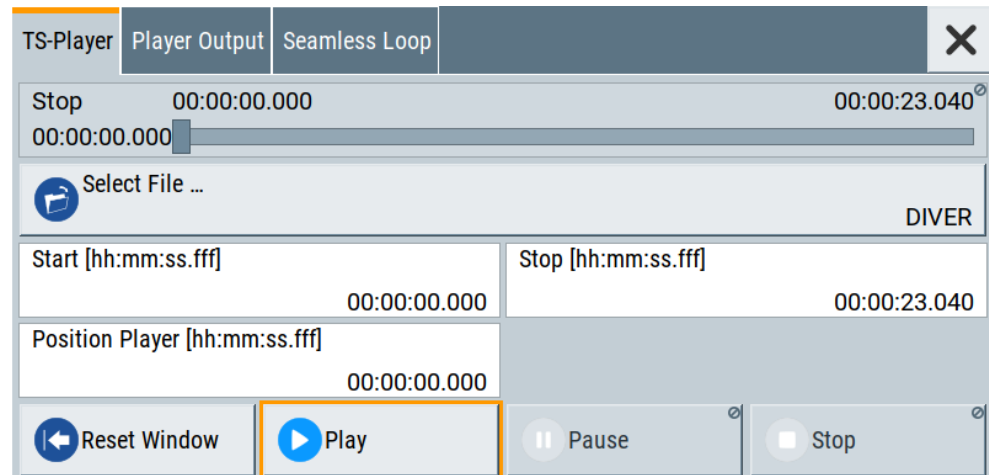 TS-Player Player Output Seamless Loop
Stop 00:00:00.000 00:00:23.040
00:00:00.000
Select File ...
DIVER
Start [hh:mm:ss.fff] Stop [hh:mm:ss.fff]
00:00:00.000 00:00:23.040
Position Player [hh:mm:ss.fff]
00:00:00.000
Reset Window Play Pause Stop